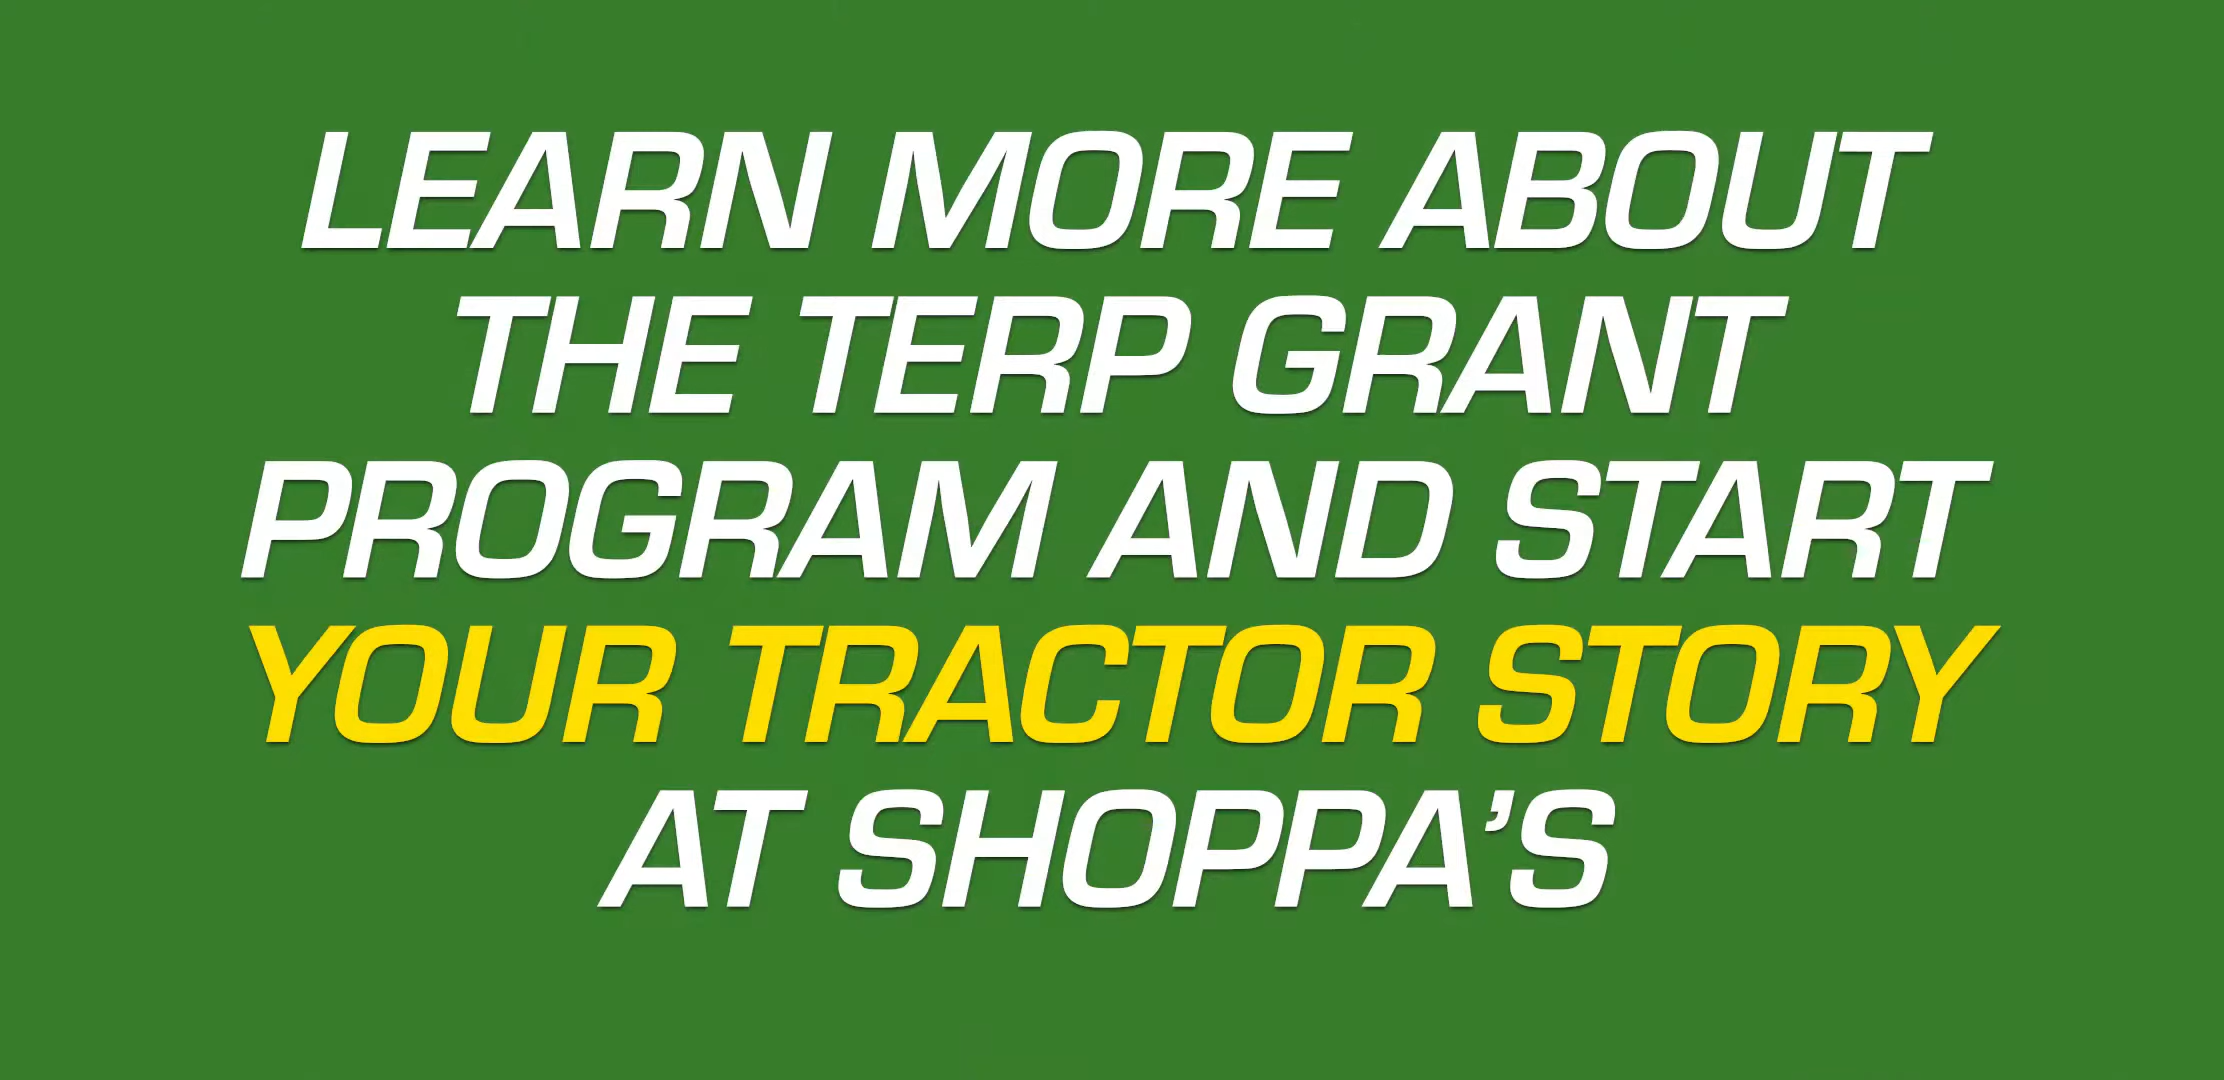 LEARN MORE ABOUT
THE TERP GRANT
PROGRAM AND START
YOUR TRACTOR STORY
AT SHOPPA’S